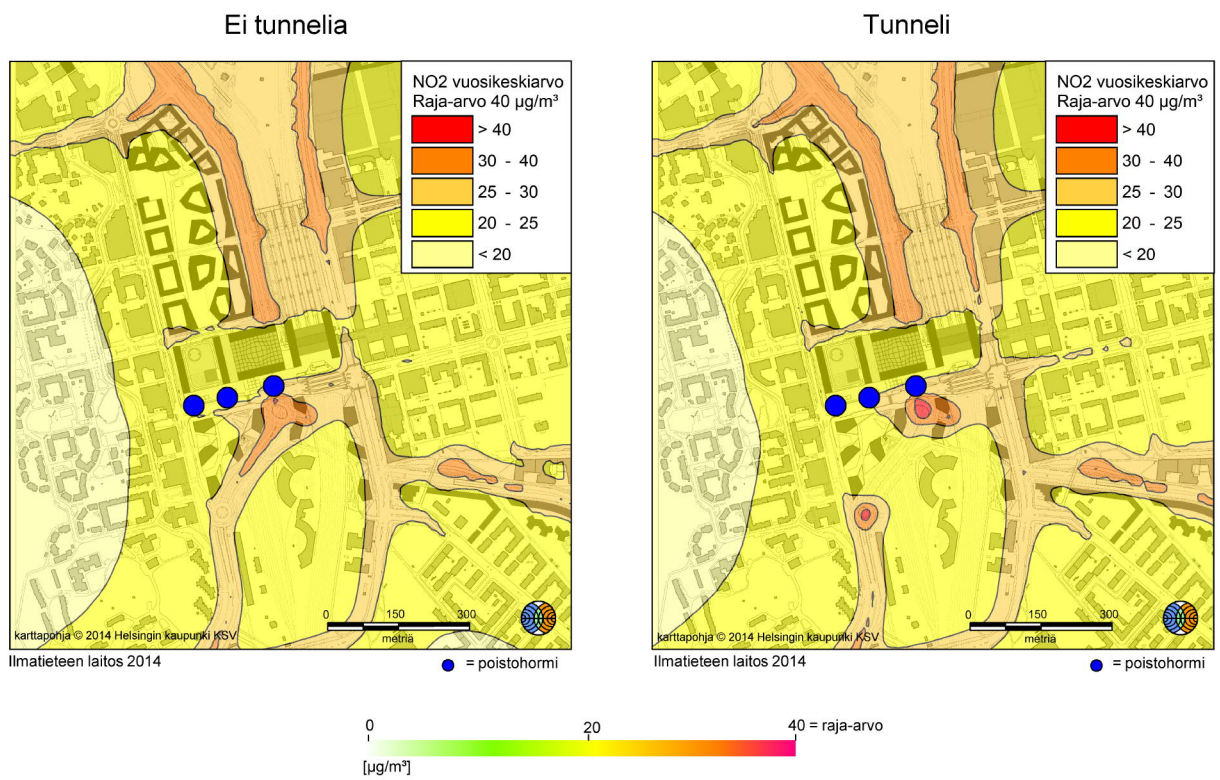 Ei tunnelia
NO2 vuosikeskiarvo
Raja-arvo 40 µg/m³
> 40
30 - 40
25 - 30
20 - 25
< 20
0 150 300
metriä
karttapohja © 2014 Helsingin kaupunki KSV
Ilmatieteen laitos 2014
= poistohormi
Tunneli
NO2 vuosikeskiarvo
Raja-arvo 40 µg/m³
> 40
30 - 40
25 - 30
20 - 25
< 20
0 150 300
metriä
karttapohja © 2014 Helsingin kaupunki KSV
Ilmatieteen laitos 2014
= poistohormi
0 20 40 = raja-arvo
[µg/m³]